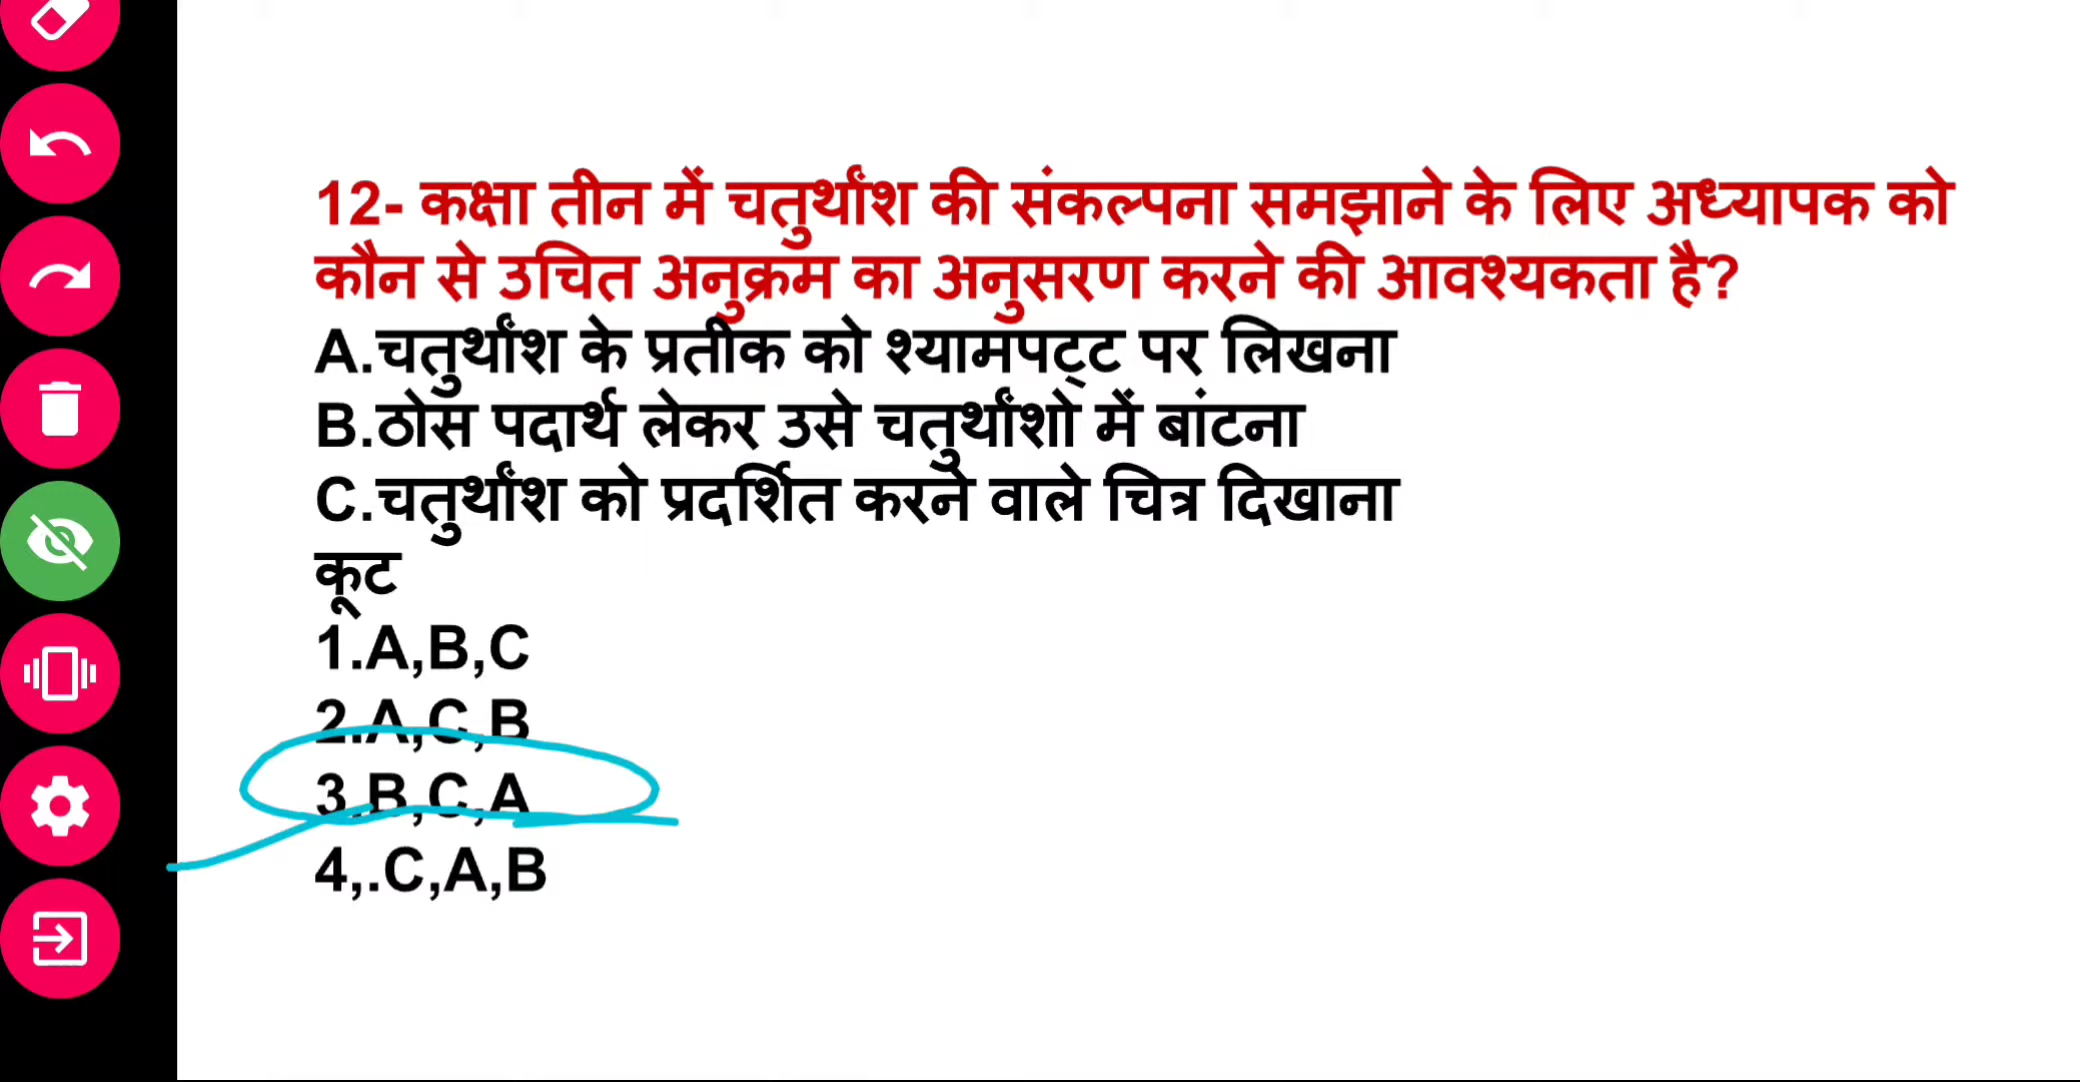 12- कक्षा तीन में चतुर्थांश की संकल्पना समझाने के लिए अध्यापक को
कौन से उचित अनुक्रम का अनुसरण करने की आवश्यकता है?
A.चतुर्थांश के प्रतीक को श्यामपट्ट पर लिखना
B.ठोस पदार्थ लेकर उसे चतुर्थांशो में बांटना
C.चतुर्थांश को प्रदर्शित करने वाले चित्र दिखाना
कूट
1.A,B,C
2.A,C,B
3.B,C,A
4,.C,A,B